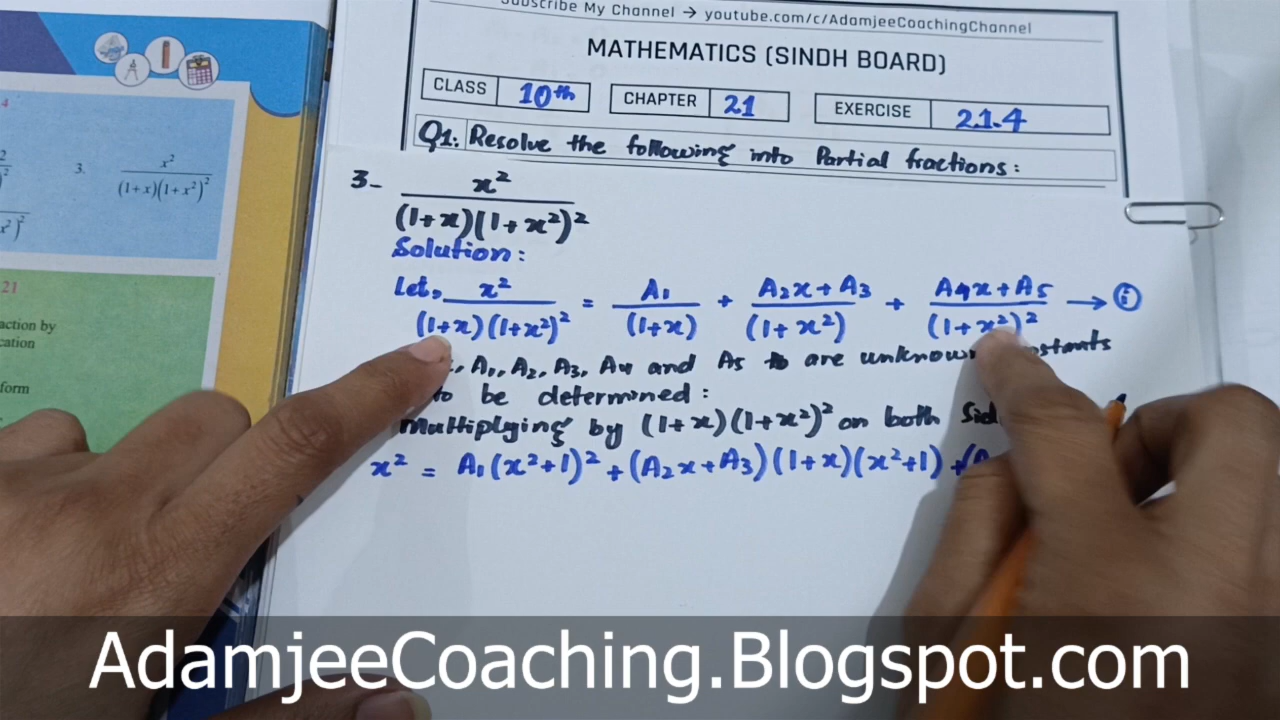 Subscribe My Channel → youtube.com/c/AdamjeeCoachingChannel
MATHEMATICS (SINDH BOARD)
CLASS 10th CHAPTER 21 EXERCISE 21.4
Q1: Resolve the following into Partial fractions:
3- x²
(1+x)(1+x²)²
Solution:
Let, x² / (1+x)(1+x²)² = A₁ / (1+x) + A₂x + A₃ / (1+x²) + A₄x + A₅ / (1+x²)² → i
, A₁, A₂, A₃, A₄ and A₅ are unknown
to be determined:
Multiplying by (1+x)(1+x²)² on both
x² = A₁(x²+1)² + (A₂x+A₃)(1+x)(x²+1) +(A
4
3. x²
(1+x)(1+x²)²
21
action by
form
AdamjeeCoaching.Blogspot.com